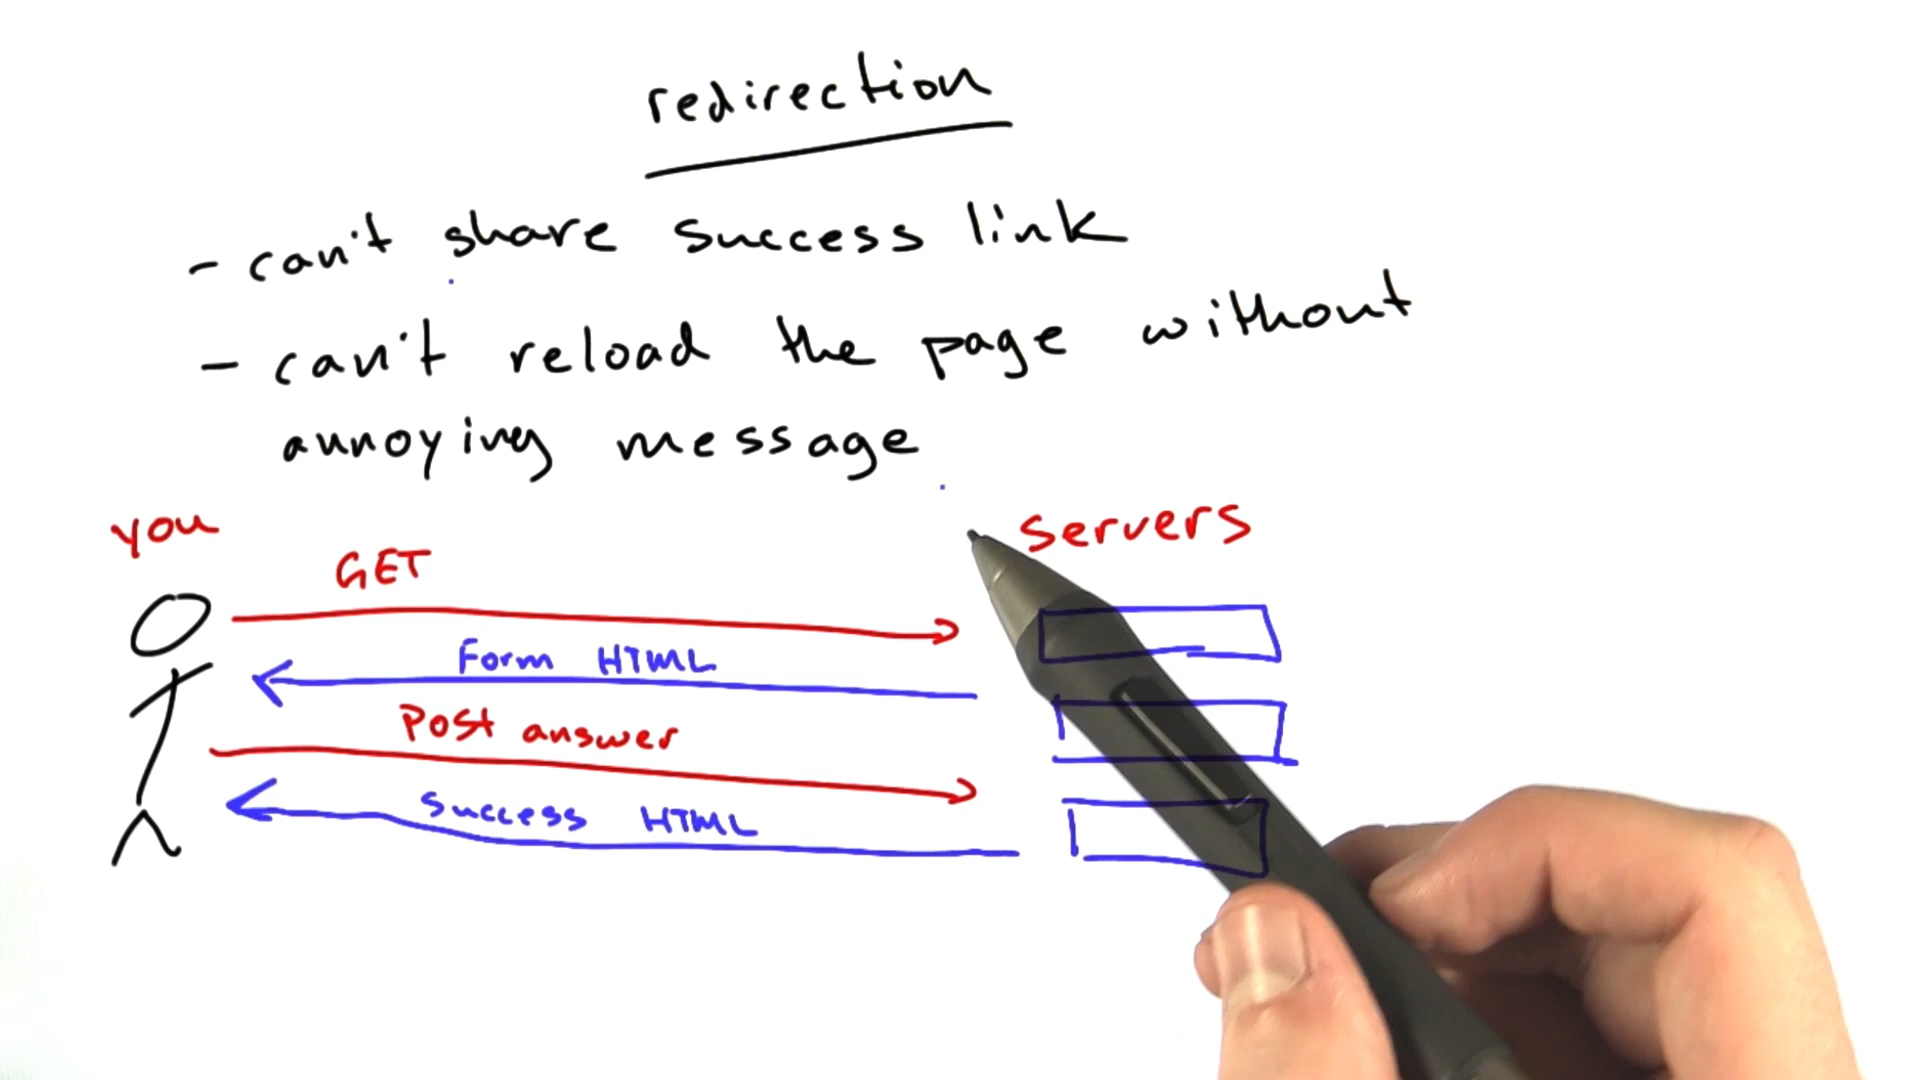 redirection
- can't share success link
- can't reload the page without
annoying message
you
servers
GET
Form HTML
Post answer
Success HTML